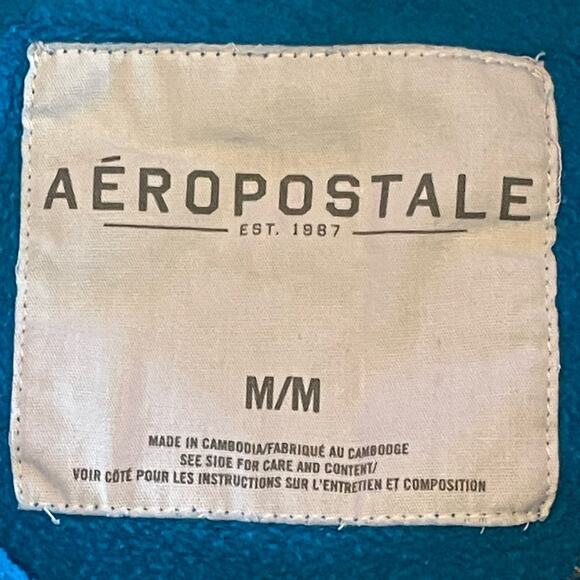 AÉROPOSTALE
EST. 1987
M/M
MADE IN CAMBODIA/FABRIQUÉ AU CAMBODGE
SEE SIDE FOR CARE AND CONTENT/
VOIR CÔTÉ POUR LES INSTRUCTIONS SUR L'ENTRETIEN ET COMPOSITION